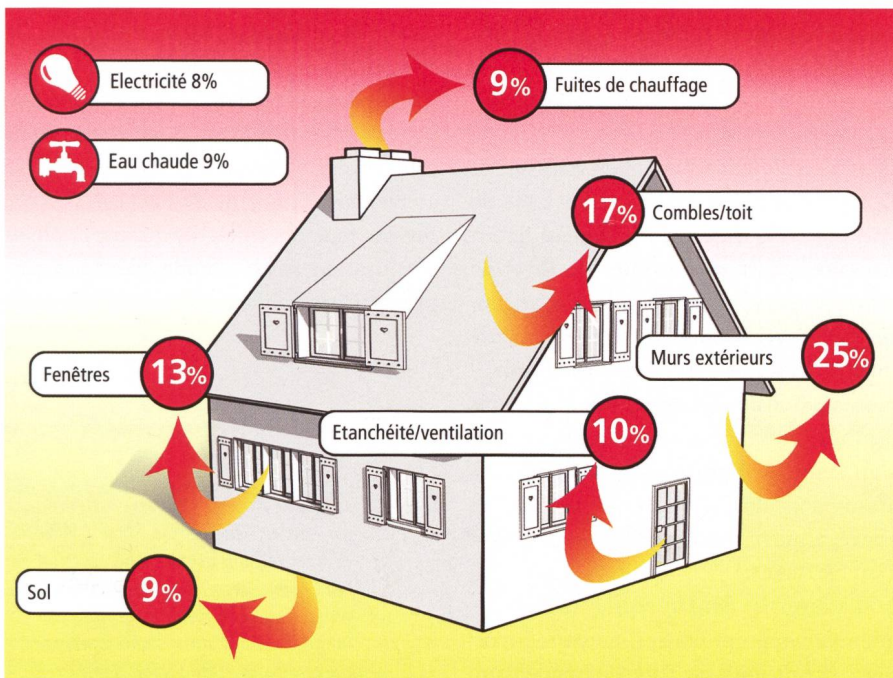 Electricité 8%
Eau chaude 9%
9% Fuites de chauffage
17% Combles/toit
Fenêtres 13%
Murs extérieurs 25%
Etanchéité/ventilation 10%
Sol 9%